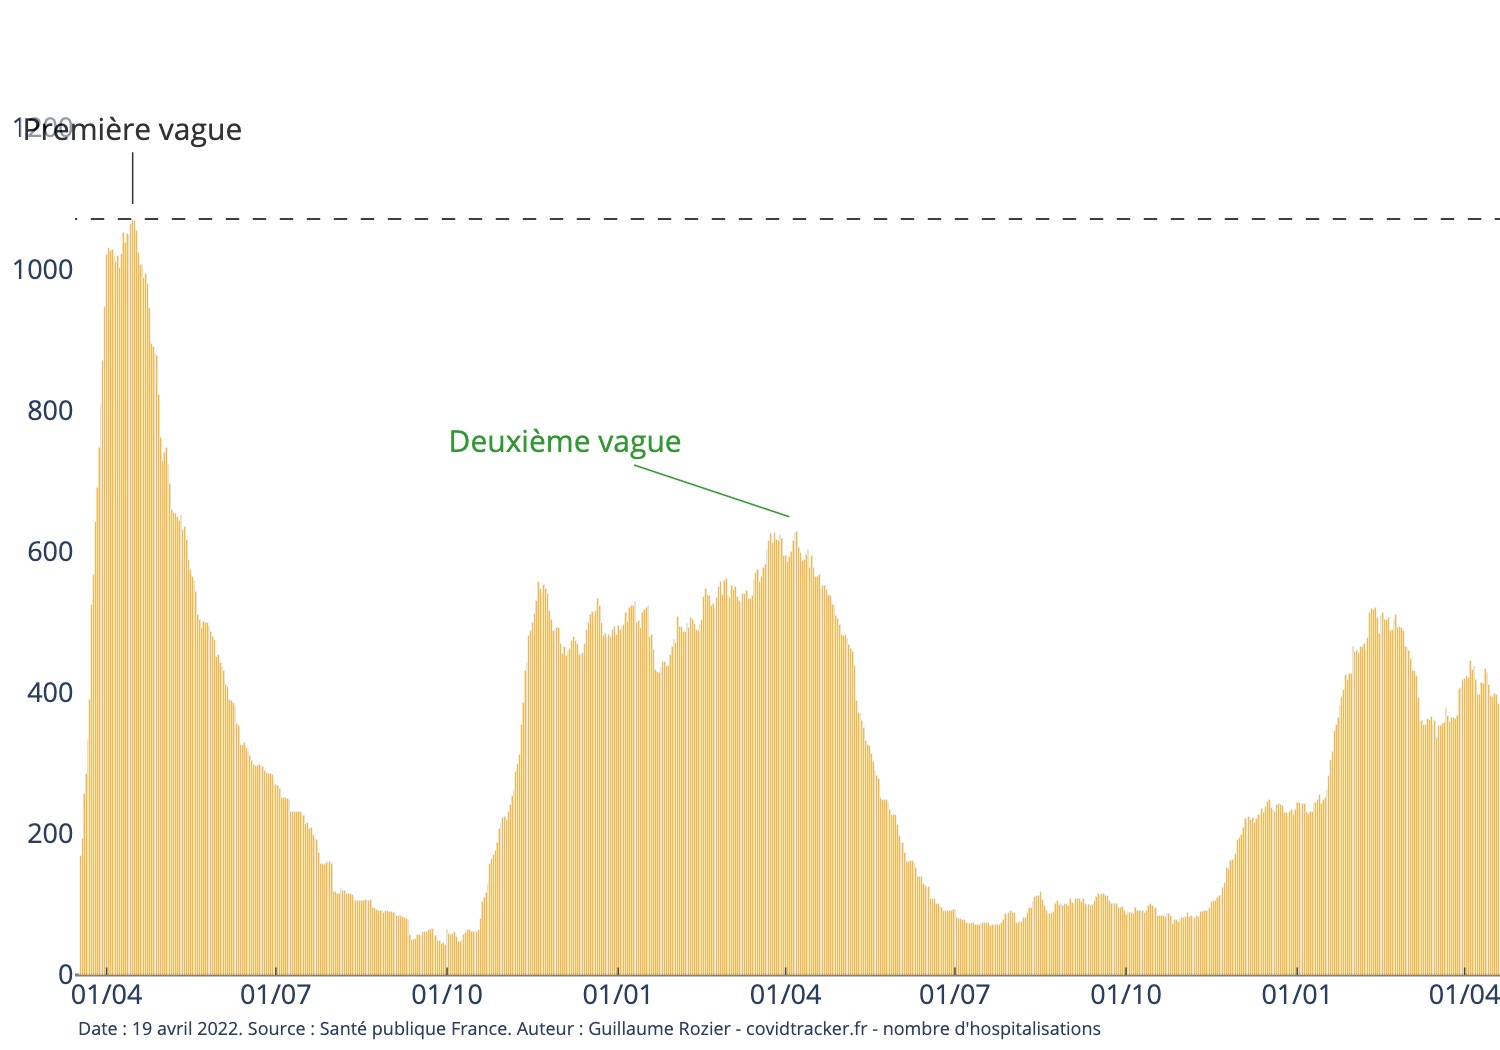 1200
Première vague
1000
800
Deuxième vague
600
400
200
0
01/04 01/07 01/10 01/01 01/04 01/07 01/10 01/01 01/04
Date : 19 avril 2022. Source : Santé publique France. Auteur : Guillaume Rozier - covidtracker.fr - nombre d'hospitalisations